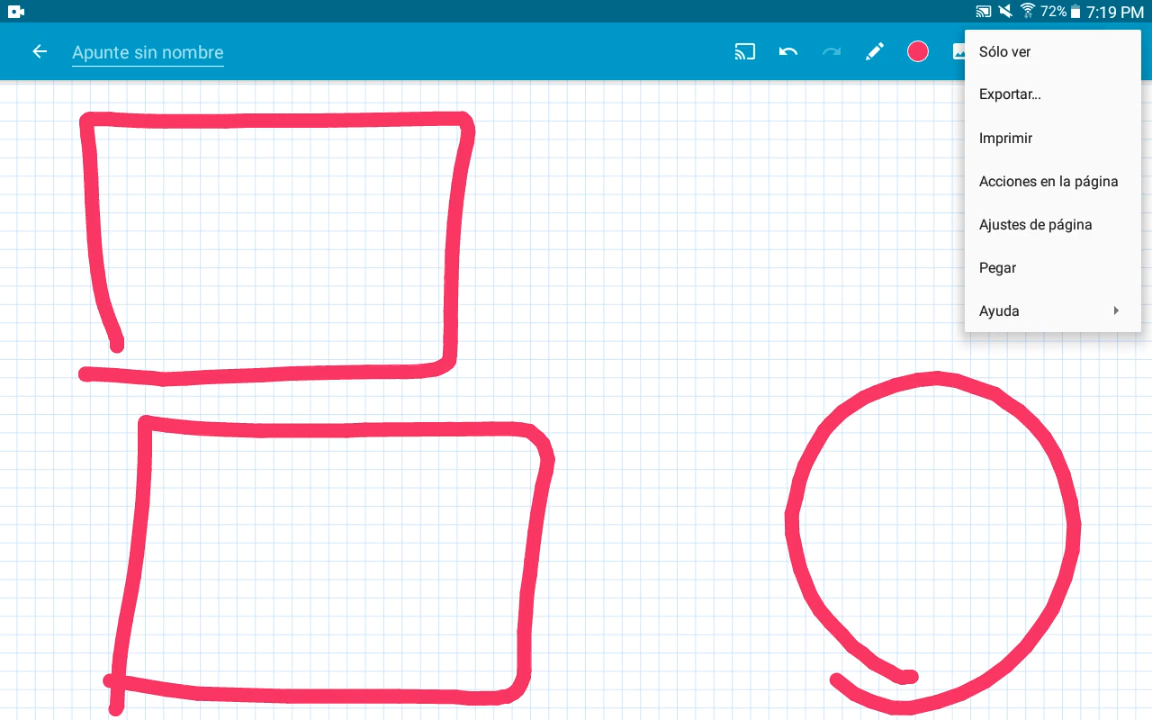 72% 7:19 PM
Apunte sin nombre
Sólo ver
Exportar...
Imprimir
Acciones en la página
Ajustes de página
Pegar
Ayuda